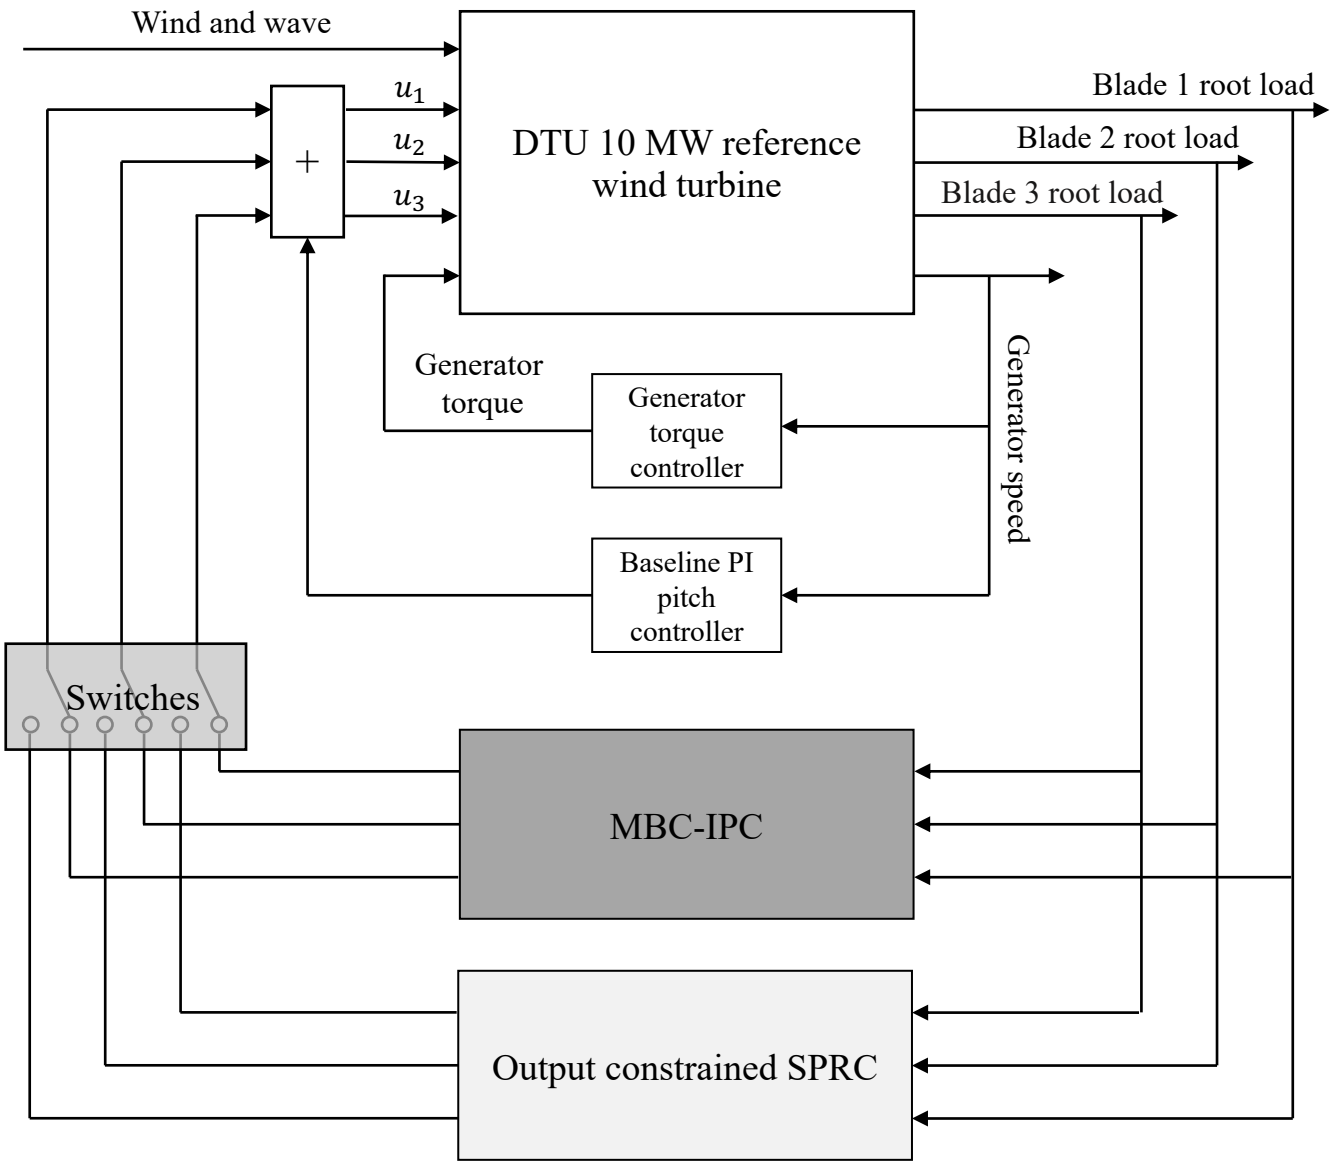 Wind and wave
u₁
u₂
u₃
+
DTU 10 MW reference
wind turbine
Blade 1 root load
Blade 2 root load
Blade 3 root load
Generator
torque
Generator
torque
controller
Generator speed
Baseline PI
pitch
controller
Switches
MBC-IPC
Output constrained SPRC